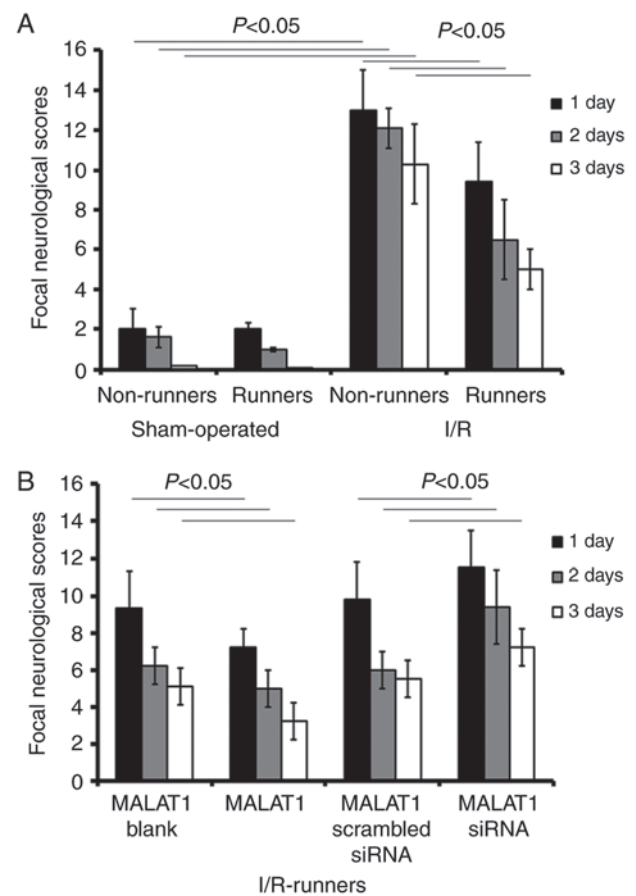 A
P<0.05
P<0.05
Focal neurological scores
16
14
12
10
8
6
4
2
0
1 day
2 days
3 days
Non-runners Runners Non-runners Runners
Sham-operated I/R
B
P<0.05
P<0.05
Focal neurological scores
16
14
12
10
8
6
4
2
0
1 day
2 days
3 days
MALAT1 MALAT1 MALAT1 MALAT1
blank scrambled siRNA
siRNA
I/R-runners